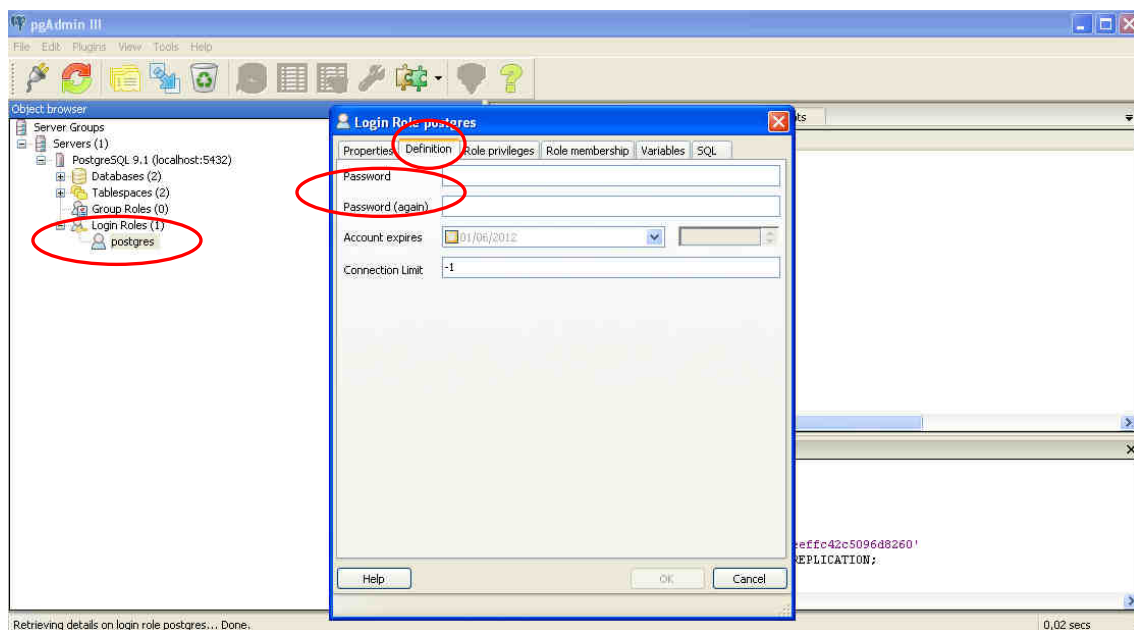 pgAdmin III
File Edit Plugins View Tools Help
Object browser
Server Groups
Servers (1)
PostgreSQL 9.1 (localhost:5432)
Databases (2)
Tablespaces (2)
Group Roles (0)
Login Roles (1)
postgres
Login Role postgres
Properties Definition Role privileges Role membership Variables SQL
Password
Password (again)
Account expires 01/06/2012
Connection Limit -1
Help OK Cancel
ts
effc42c5096d8260'
REPLICATION;
Retrieving details on login role postgres... Done. 0,02 secs